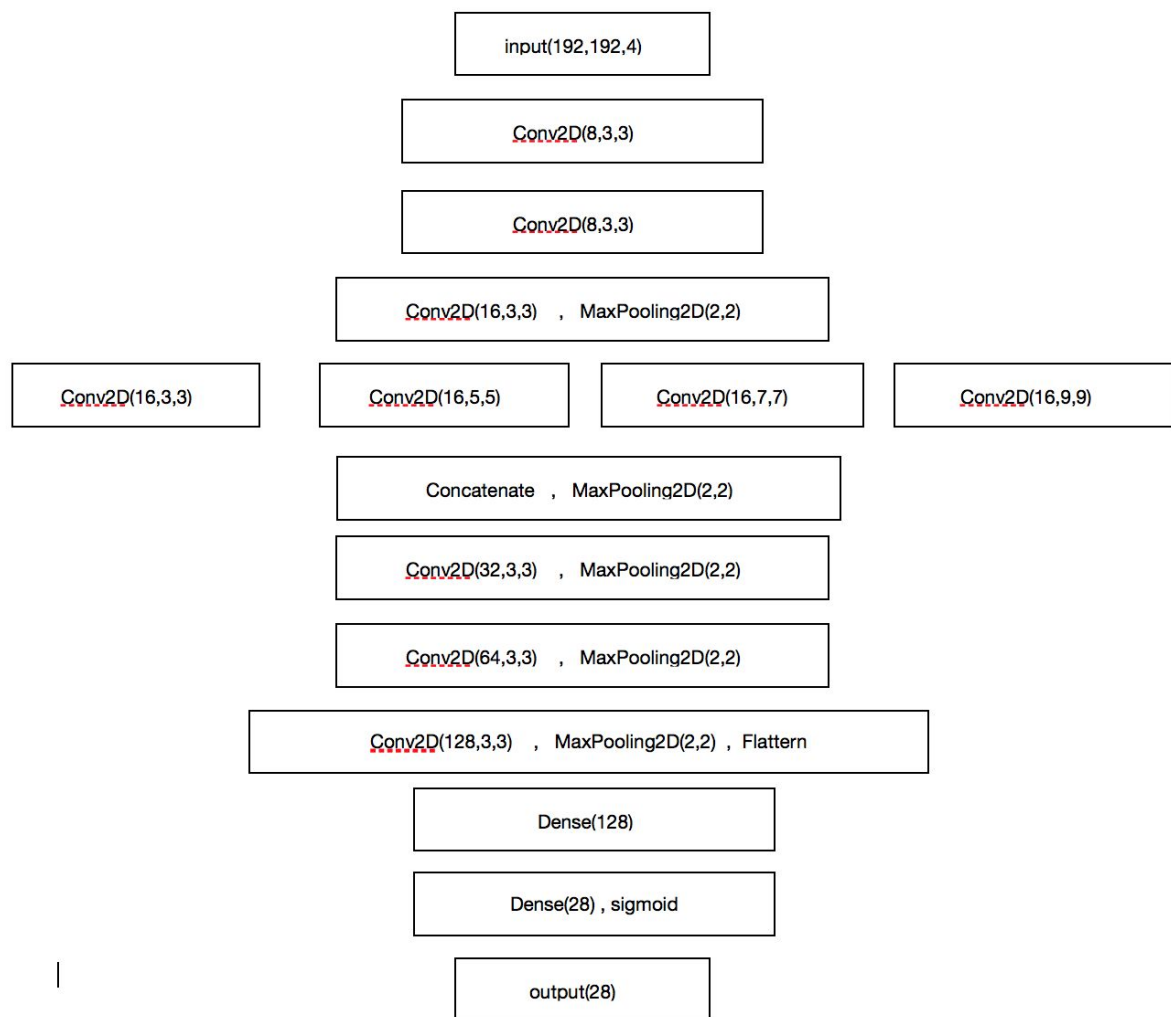 input(192,192,4)
Conv2D(8,3,3)
Conv2D(8,3,3)
Conv2D(16,3,3) , MaxPooling2D(2,2)
Conv2D(16,3,3) Conv2D(16,5,5) Conv2D(16,7,7) Conv2D(16,9,9)
Concatenate , MaxPooling2D(2,2)
Conv2D(32,3,3) , MaxPooling2D(2,2)
Conv2D(64,3,3) , MaxPooling2D(2,2)
Conv2D(128,3,3) , MaxPooling2D(2,2) , Flattern
Dense(128)
Dense(28) , sigmoid
output(28)